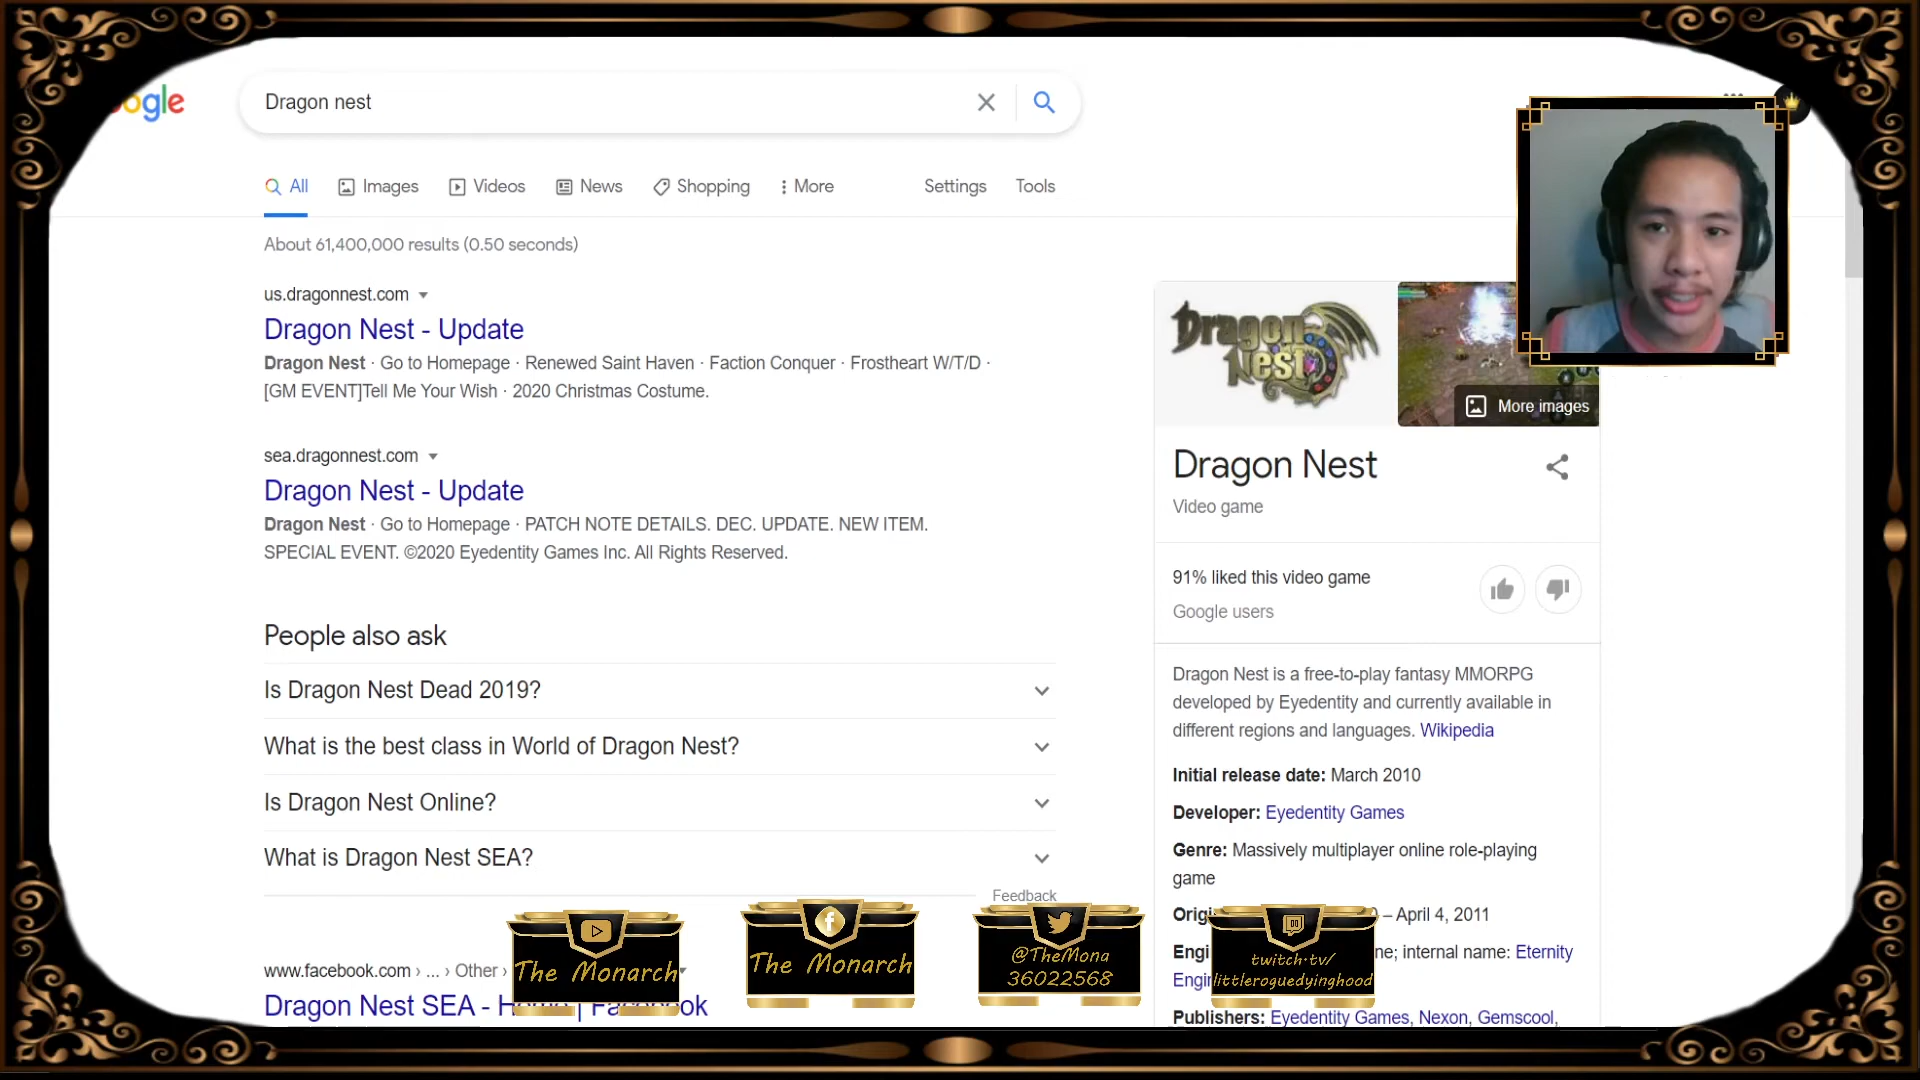 ogle
Dragon nest
All
Images
Videos
News
Shopping
More
Settings
Tools
About 61,400,000 results (0.50 seconds)
us.dragonnest.com
Dragon Nest - Update
Dragon Nest · Go to Homepage · Renewed Saint Haven · Faction Conquer · Frostheart W/T/D ·
[GM EVENT]Tell Me Your Wish · 2020 Christmas Costume.
sea.dragonnest.com
Dragon Nest - Update
Dragon Nest · Go to Homepage · PATCH NOTE DETAILS. DEC. UPDATE. NEW ITEM.
SPECIAL EVENT. ©2020 Eyedentity Games Inc. All Rights Reserved.
People also ask
Is Dragon Nest Dead 2019?
What is the best class in World of Dragon Nest?
Is Dragon Nest Online?
What is Dragon Nest SEA?
Feedback
www.facebook.com › ... › Other ›
Dragon Nest SEA - H
Dragon Nest
More images
Dragon Nest
Video game
91% liked this video game
Google users
Dragon Nest is a free-to-play fantasy MMORPG
developed by Eyedentity and currently available in
different regions and languages. Wikipedia
Initial release date: March 2010
Developer: Eyedentity Games
Genre: Massively multiplayer online role-playing
game
– April 4, 2011
internal name: Eternity
Publishers: Eyedentity Games, Nexon, Gemscool,
The Monarch
The Monarch
@TheMona
36022568
twitch.tv/
littleroguedyinghood